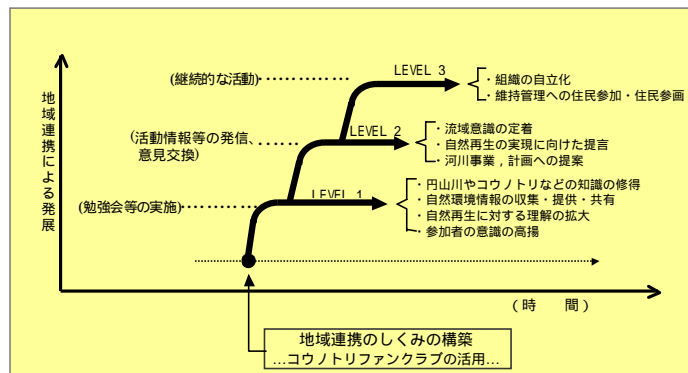 地域連携による発展
(継続的な活動)
LEVEL 3
・組織の自立化
・維持管理への住民参加・住民参画
(活動情報等の発信、
意見交換)
LEVEL 2
・流域意識の定着
・自然再生の実現に向けた提言
・河川事業，計画への提案
(勉強会等の実施)
LEVEL 1
・円山川やコウノトリなどの知識の修得
・自然環境情報の収集・提供・共有
・自然再生に対する理解の拡大
・参加者の意識の高揚
(時　間)
地域連携のしくみの構築
…コウノトリファンクラブの活用…